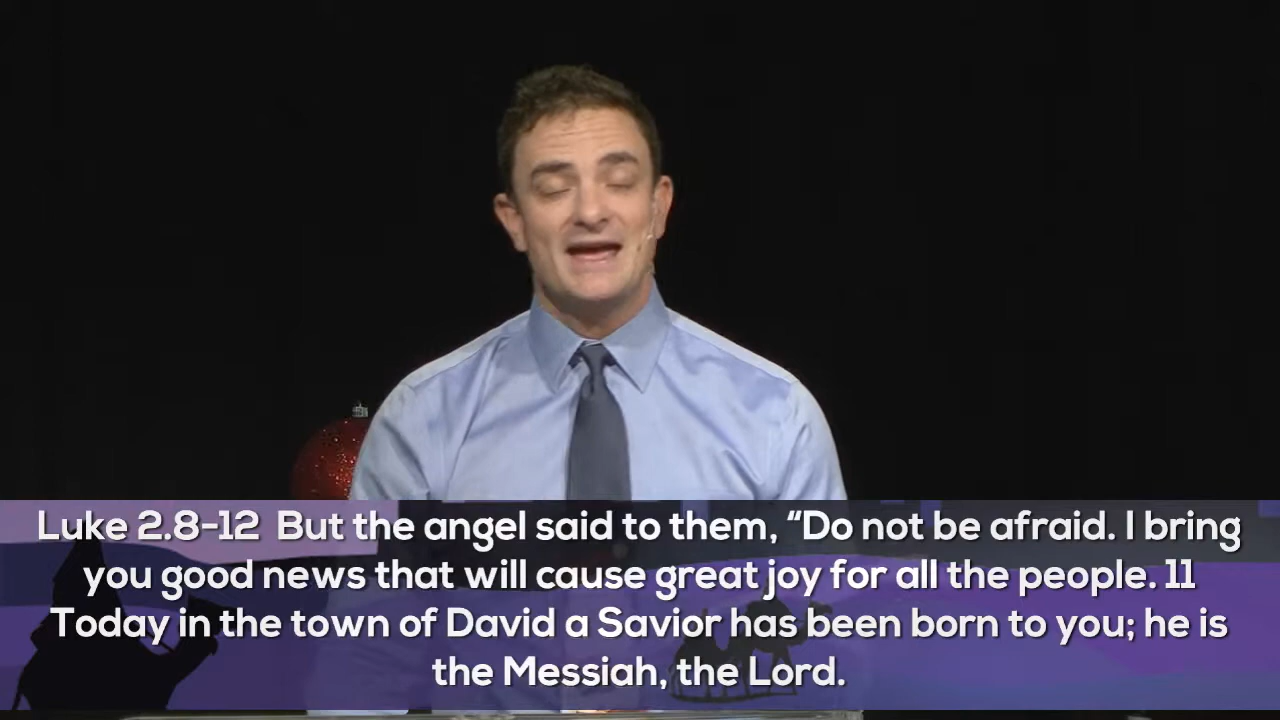 Luke 2.8-12  But the angel said to them, “Do not be afraid. I bring
you good news that will cause great joy for all the people. 11
Today in the town of David a Savior has been born to you; he is
the Messiah, the Lord.